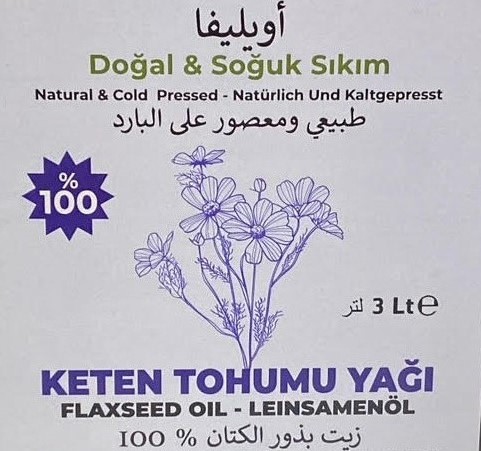 أويليفا
Doğal & Soğuk Sıkım
Natural & Cold Pressed - Natürlich Und Kaltgepresst
طبيعي ومعصور على البارد
%
100
لتر 3 Lt e
KETEN TOHUMU YAĞI
FLAXSEED OIL - LEINSAMENÖL
زيت بذور الكتان % 100